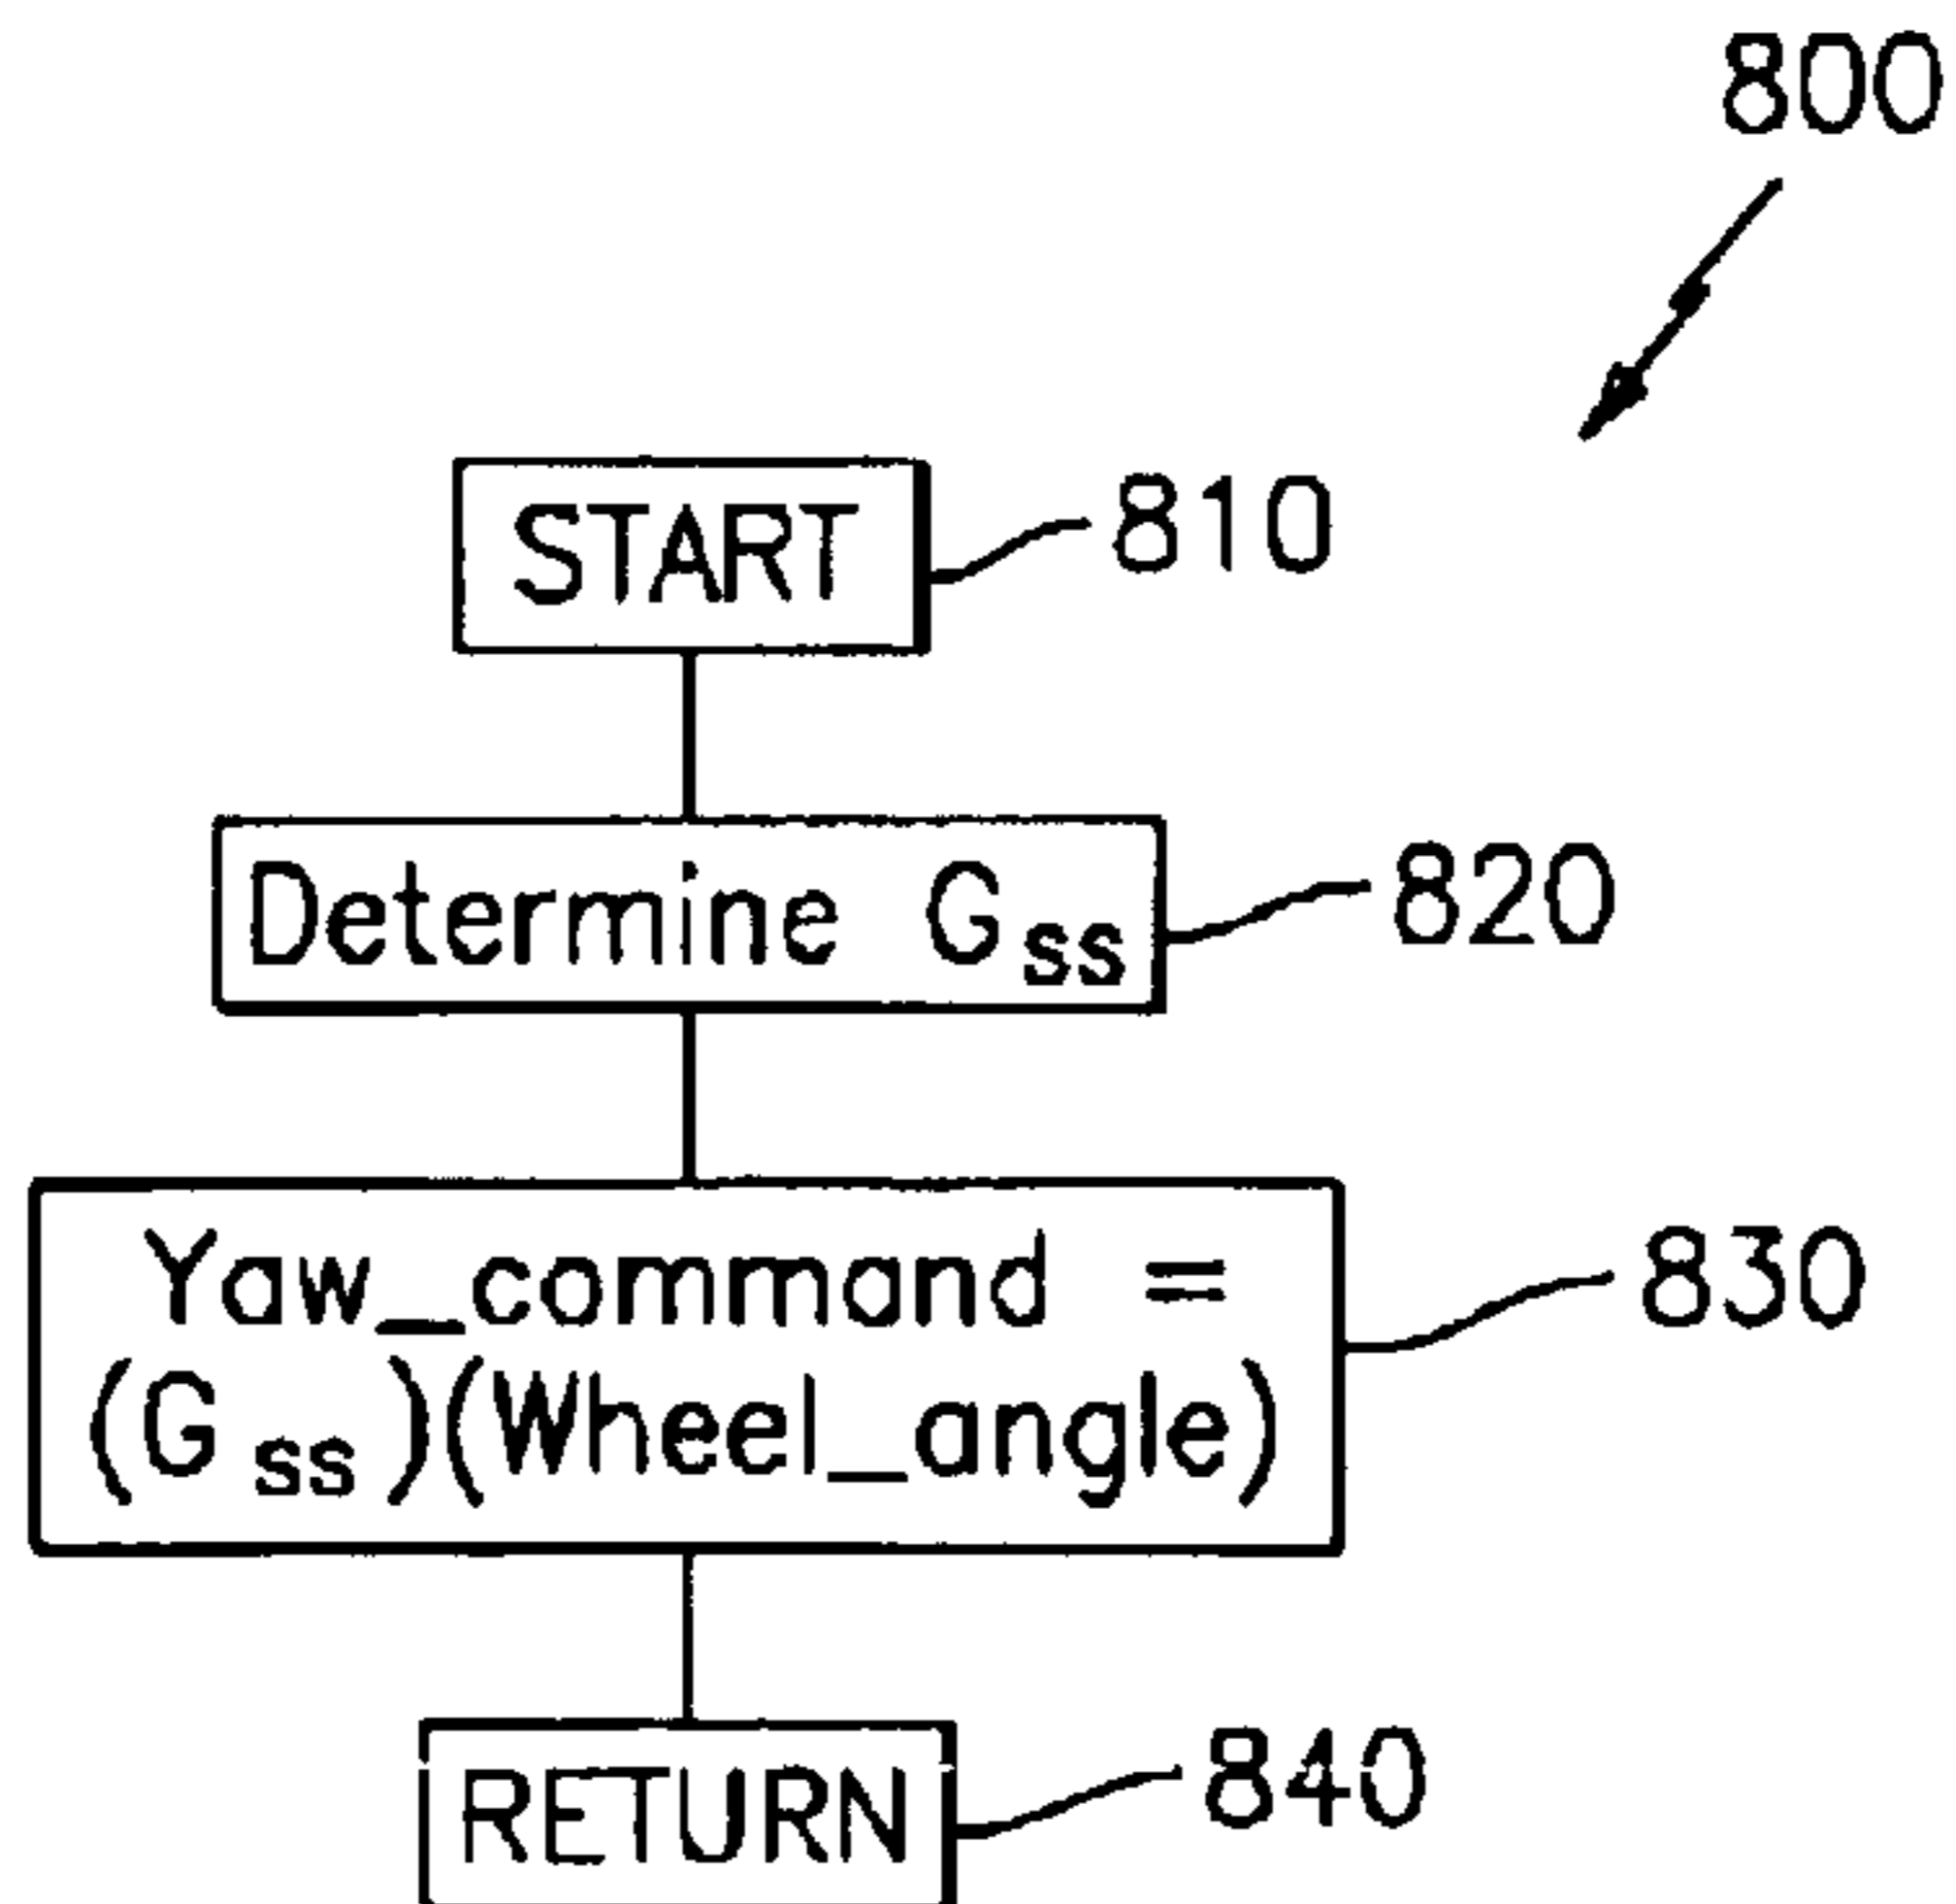 800
START
810
Determine Gss
820
Yaw_command =
(Gss)(Wheel_angle)
830
RETURN
840